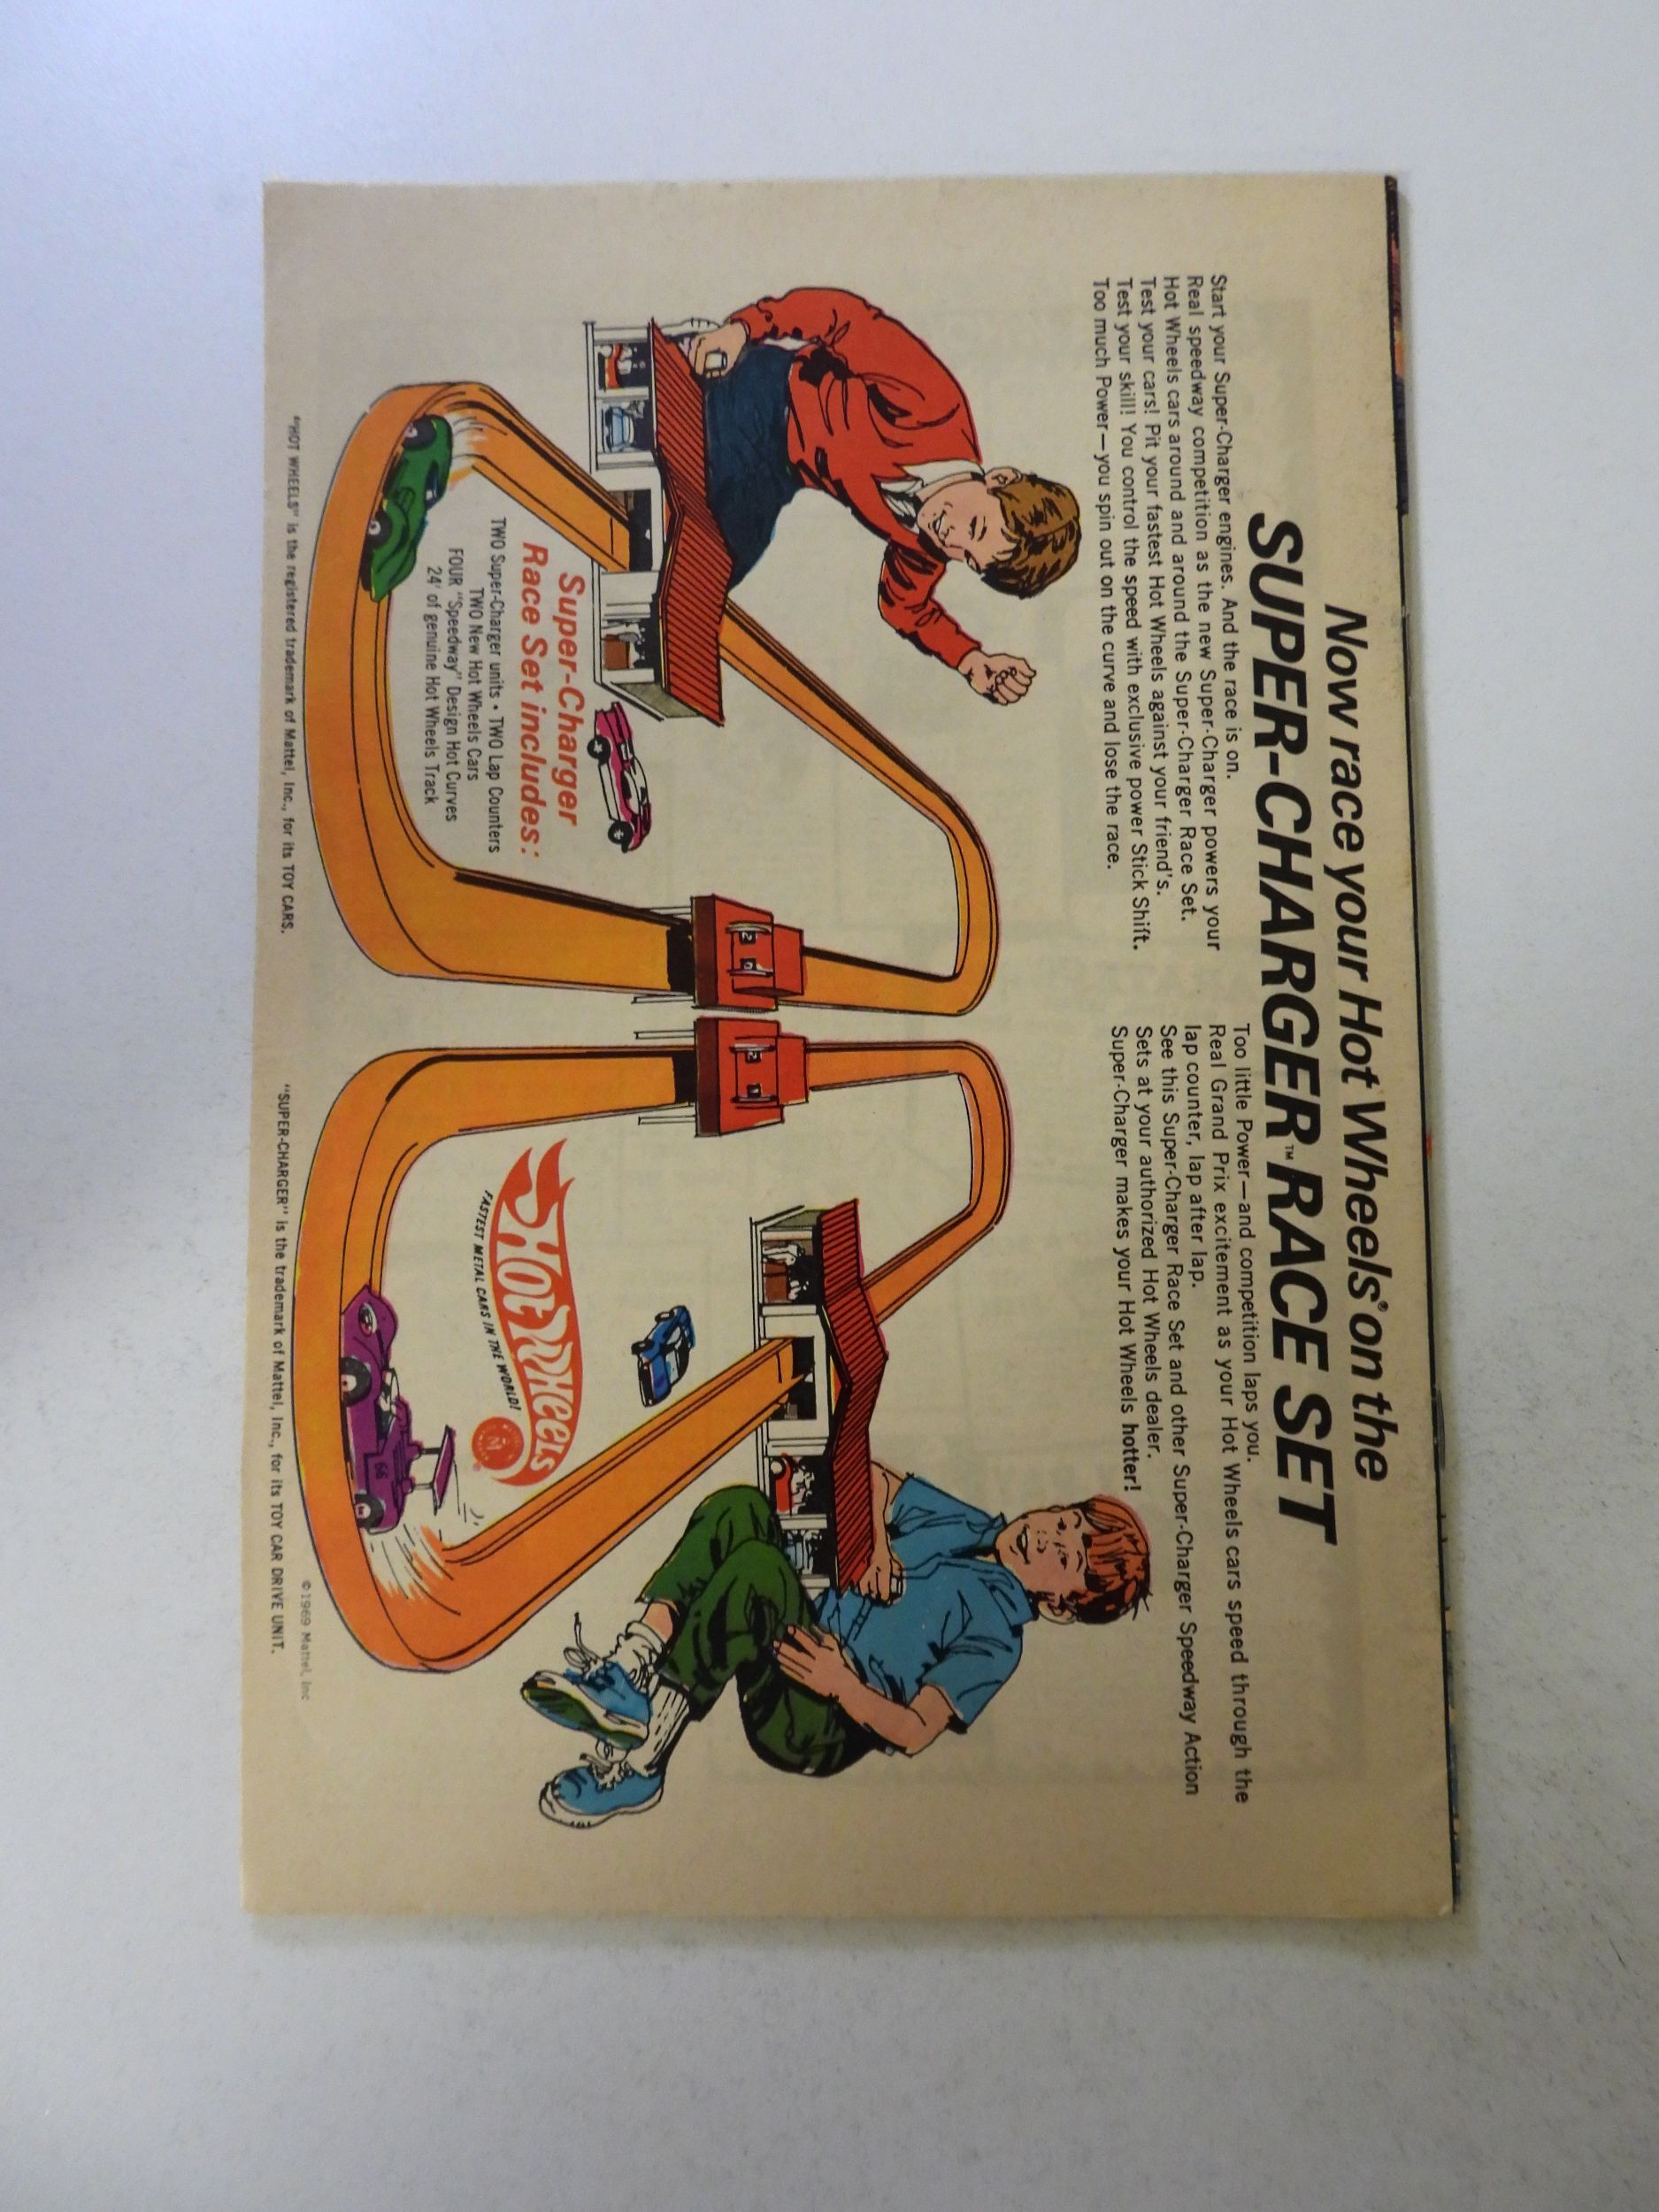 Now race your Hot Wheels® on the
SUPER-CHARGER™ RACE SET
Start your Super-Charger engines. And the race is on.
Real speedway competition as the new Super-Charger powers your
Hot Wheels cars around and around the Super-Charger Race Set.
Test your cars! Pit your fastest Hot Wheels against your friend's.
Test your skill! You control the speed with exclusive power Stick Shift.
Too much Power—you spin out on the curve and lose the race.
Too little Power—and competition laps you.
Real Grand Prix excitement as your Hot Wheels cars speed through the
lap counter, lap after lap.
See this Super-Charger Race Set and other Super-Charger Speedway Action
Sets at your authorized Hot Wheels dealer.
Super-Charger makes your Hot Wheels hotter!
Super-Charger
Race Set includes:
TWO Super-Charger units • TWO Lap Counters
TWO New Hot Wheels Cars
FOUR "Speedway" Design Hot Curves
24' of genuine Hot Wheels Track
2
2
Hot Wheels
FASTEST METAL CARS IN THE WORLD!
M
®
66
© 1969 Mattel, Inc
"HOT WHEELS" is the registered trademark of Mattel, Inc., for its TOY CARS.
"SUPER-CHARGER" is the trademark of Mattel, Inc., for its TOY CAR DRIVE UNIT.